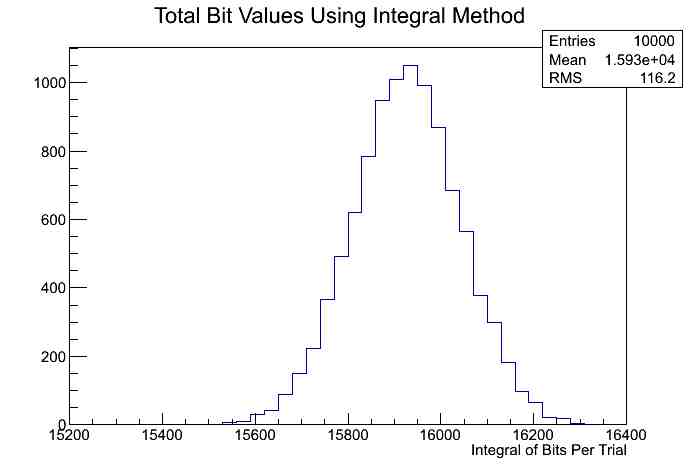 Total Bit Values Using Integral Method
Entries 10000
Mean 1.593e+04
RMS 116.2
1000
800
600
400
200
0
15200 15400 15600 15800 16000 16200 16400
Integral of Bits Per Trial